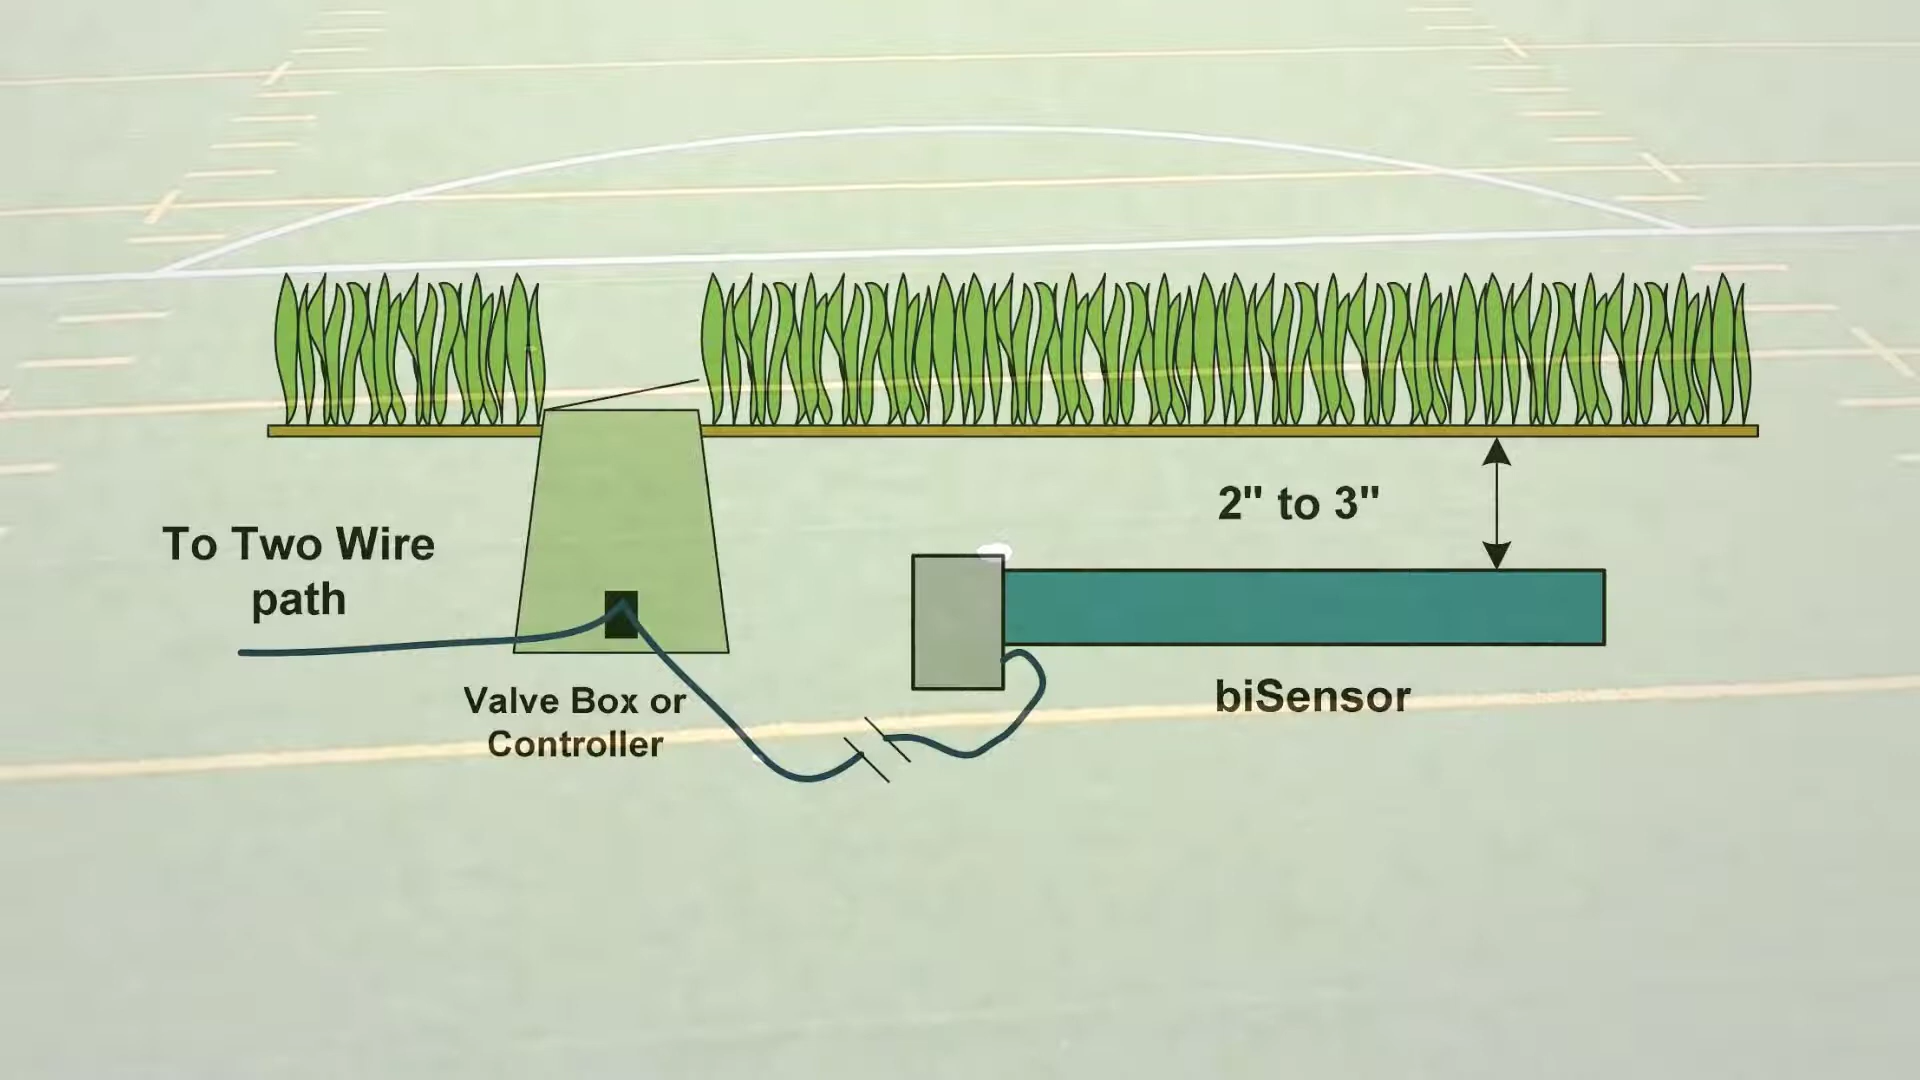 2" to 3"
To Two Wire
path
Valve Box or
Controller
biSensor